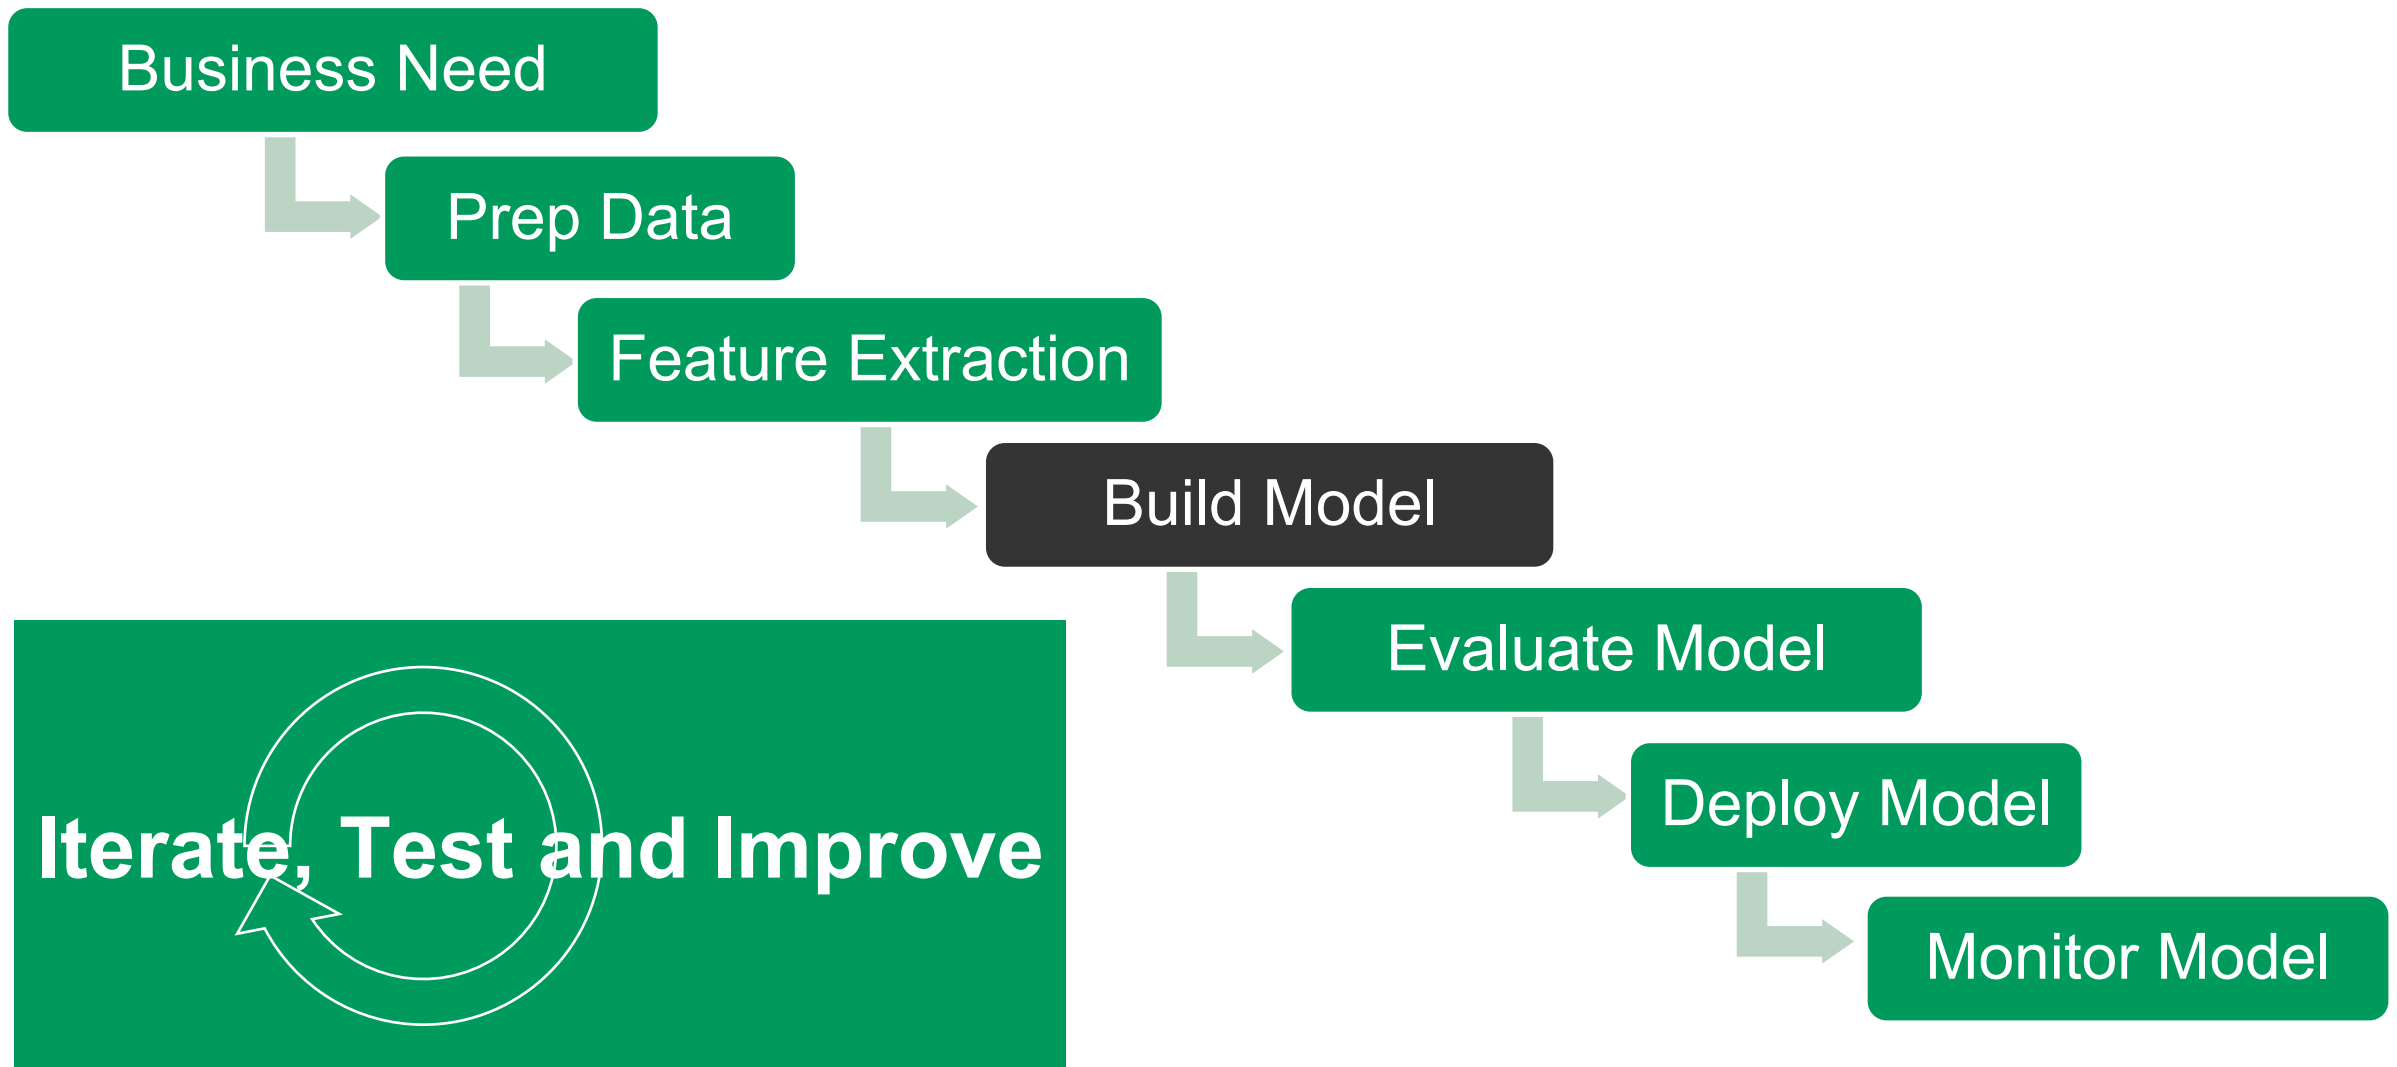 Business Need
Prep Data
Feature Extraction
Build Model
Evaluate Model
Deploy Model
Monitor Model
Iterate, Test and Improve